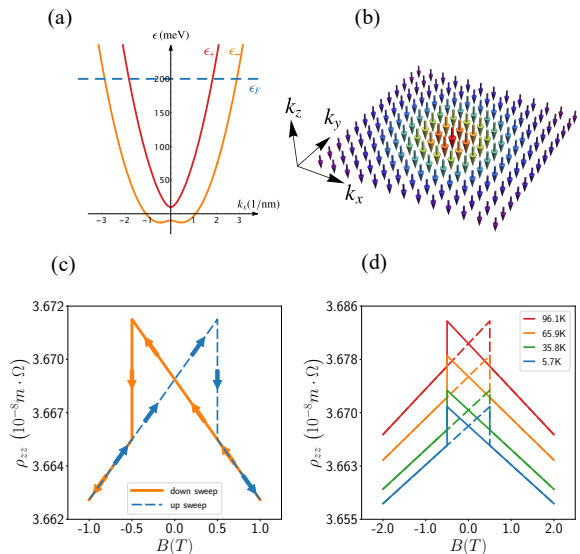 (a)
(b)
ϵ(meV)
ϵ+
ϵ−
ϵF
200
150
100
50
kx(1/nm)
-3 -2 -1 0 1 2 3
kz
ky
kx
(c)
(d)
3.672
3.670
3.667
3.664
3.662
ρzz (10⁻⁸m · Ω)
down sweep
up sweep
-1.0 -0.5 0.0 0.5 1.0
B(T)
3.686
3.678
3.670
3.663
3.655
ρzz (10⁻⁸m · Ω)
96.1K
65.9K
35.8K
5.7K
-2.0 -1.0 0.0 1.0 2.0
B(T)